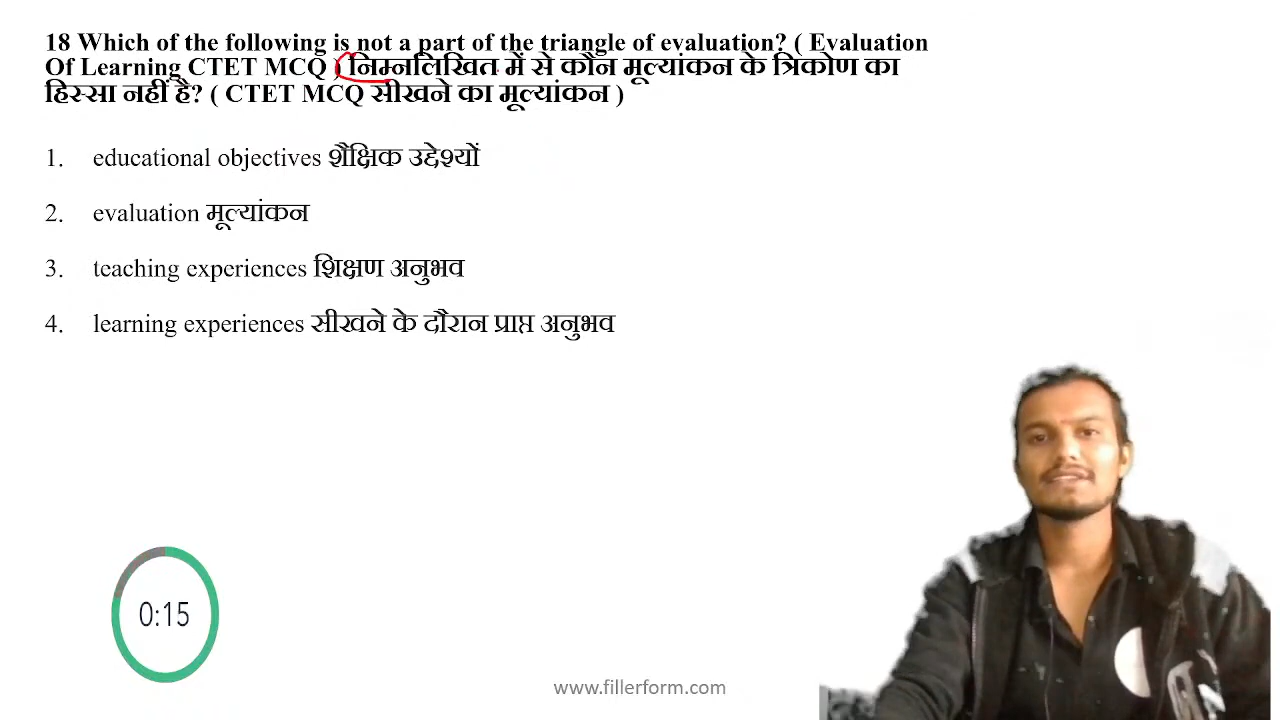 18 Which of the following is not a part of the triangle of evaluation? ( Evaluation
Of Learning CTET MCQ ) निम्नलिखित में से कौन मूल्यांकन के त्रिकोण का
हिस्सा नहीं है? ( CTET MCQ सीखने का मूल्यांकन )
1. educational objectives शैक्षिक उद्देश्यों
2. evaluation मूल्यांकन
3. teaching experiences शिक्षण अनुभव
4. learning experiences सीखने के दौरान प्राप्त अनुभव
0:15
www.fillerform.com